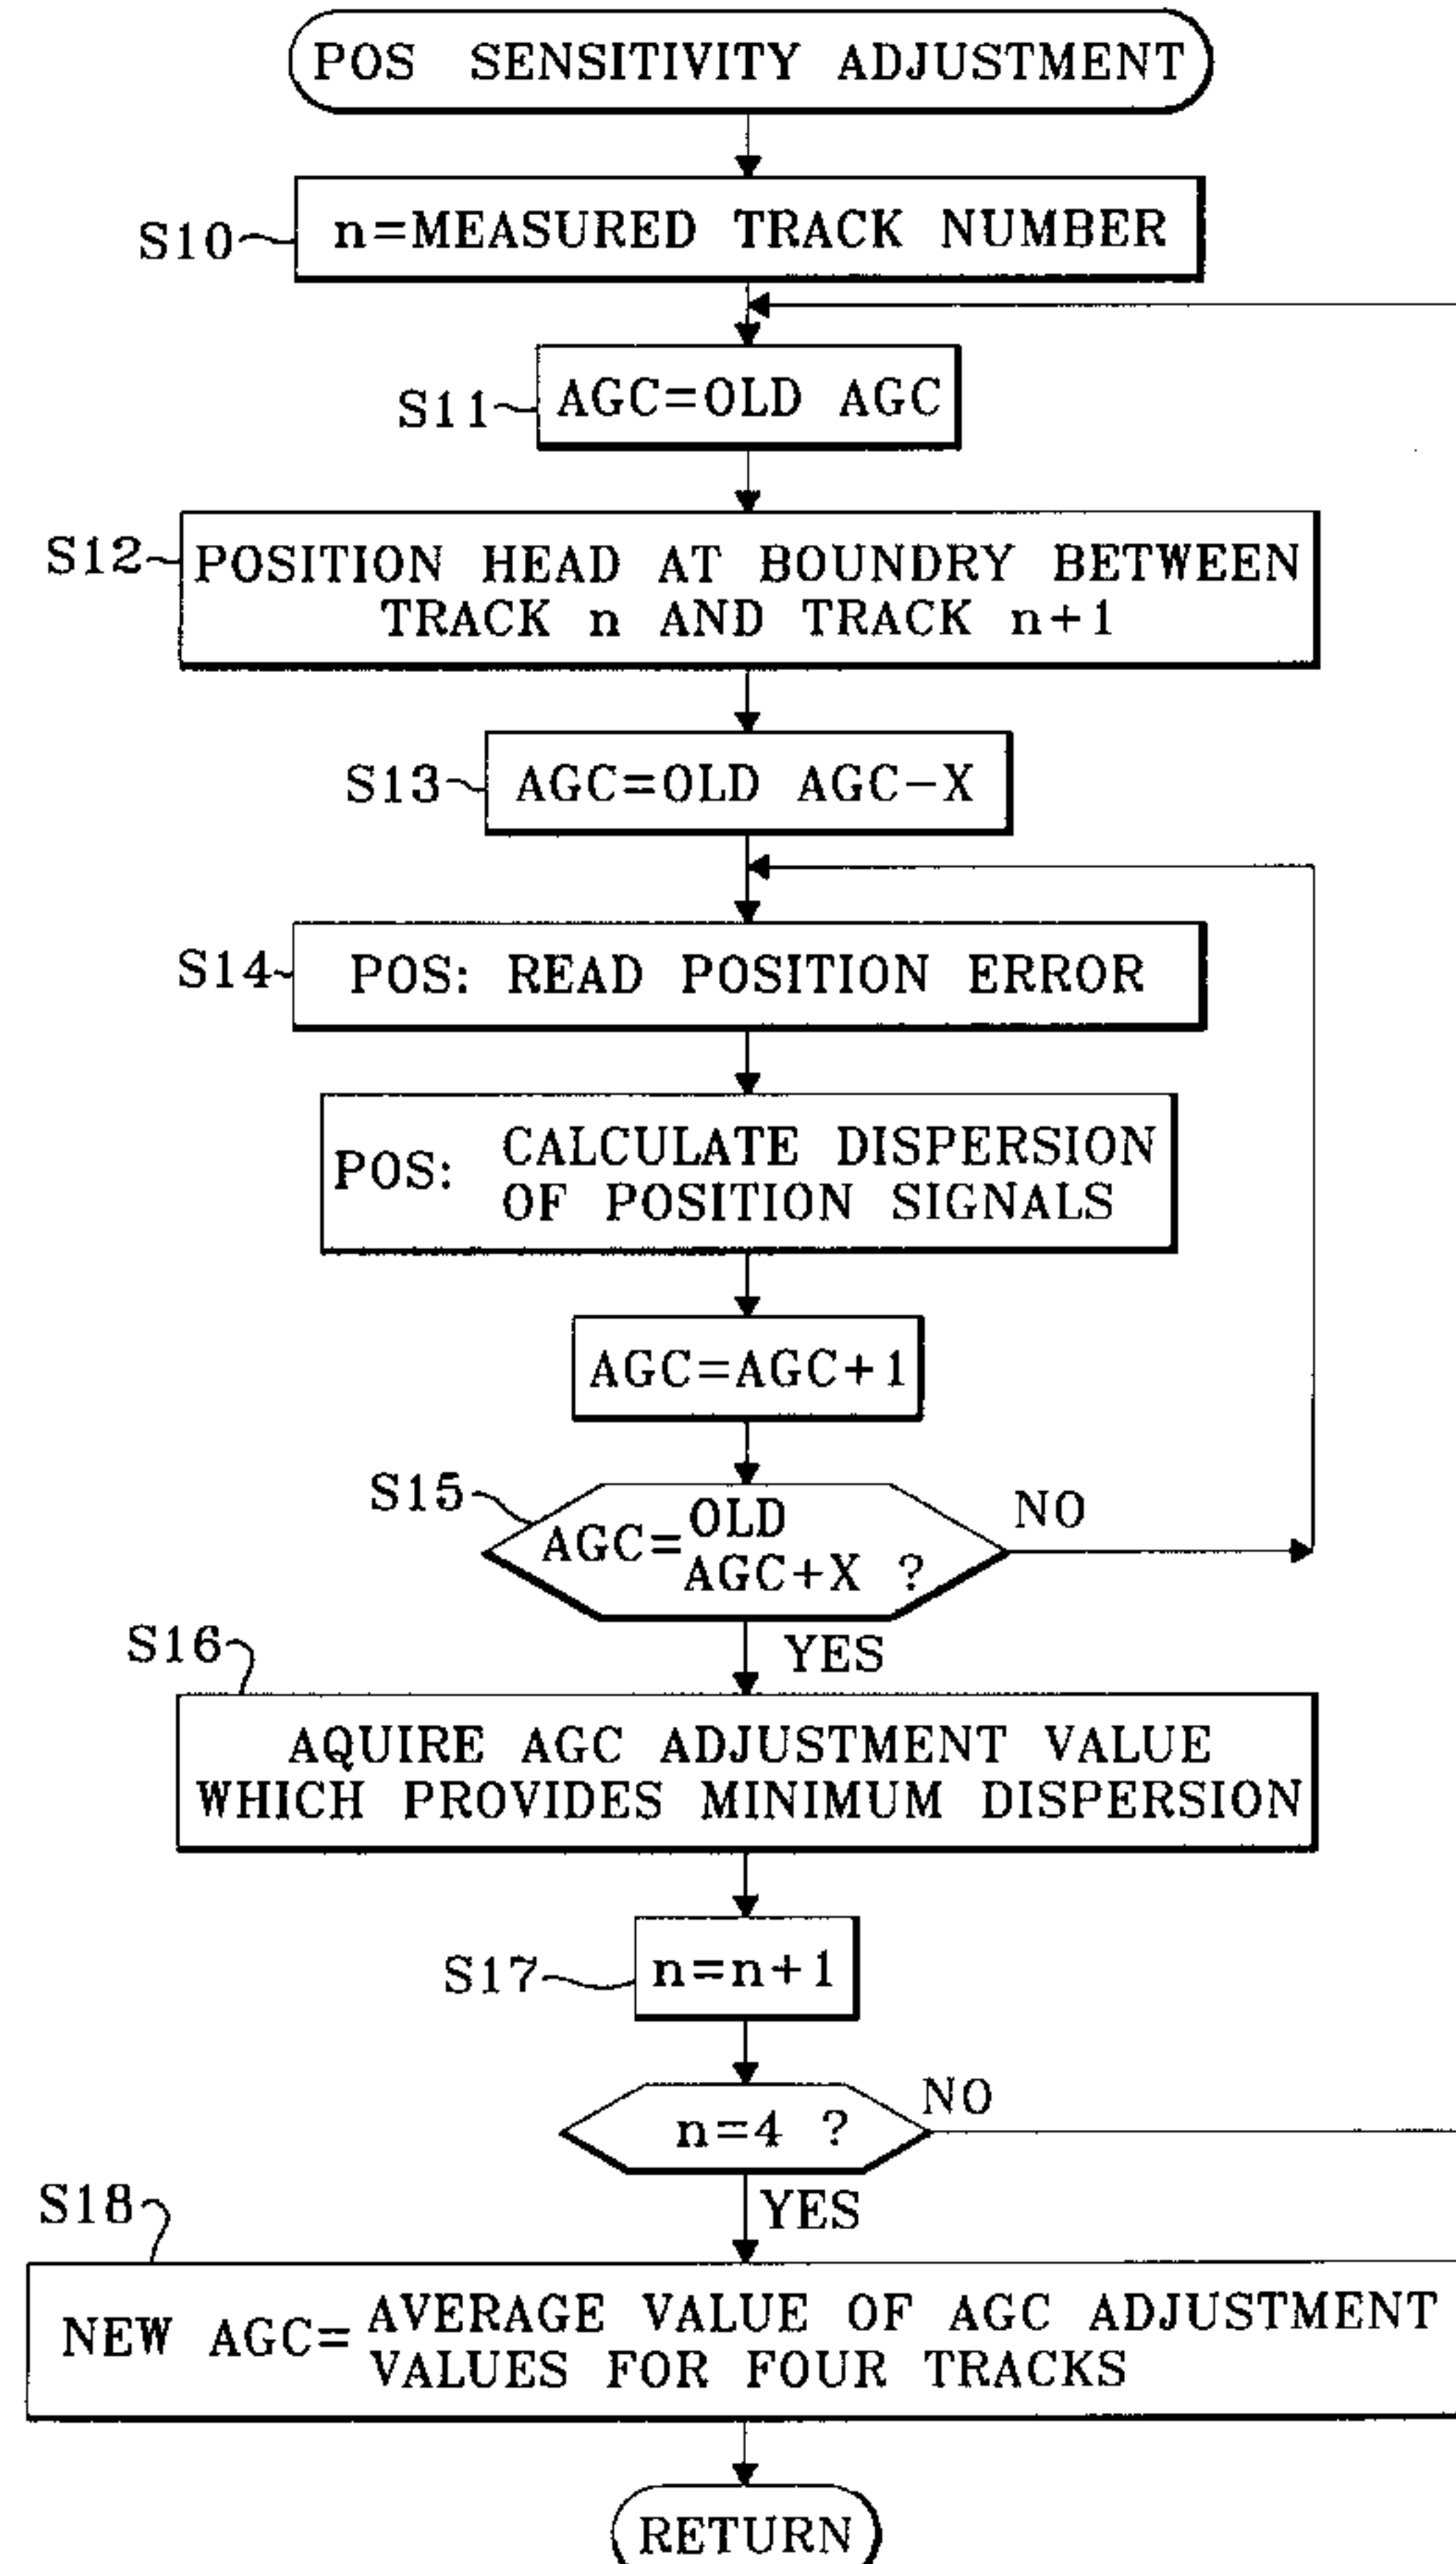 POS SENSITIVITY ADJUSTMENT
S10
n=MEASURED TRACK NUMBER
S11
AGC=OLD AGC
S12
POSITION HEAD AT BOUNDRY BETWEEN
TRACK n AND TRACK n+1
S13
AGC=OLD AGC-X
S14
POS: READ POSITION ERROR
POS: CALCULATE DISPERSION
OF POSITION SIGNALS
AGC=AGC+1
S15
AGC=OLD
AGC+X ?
NO
YES
S16
AQUIRE AGC ADJUSTMENT VALUE
WHICH PROVIDES MINIMUM DISPERSION
S17
n=n+1
n=4 ?
NO
YES
S18
NEW AGC=AVERAGE VALUE OF AGC ADJUSTMENT
VALUES FOR FOUR TRACKS
RETURN